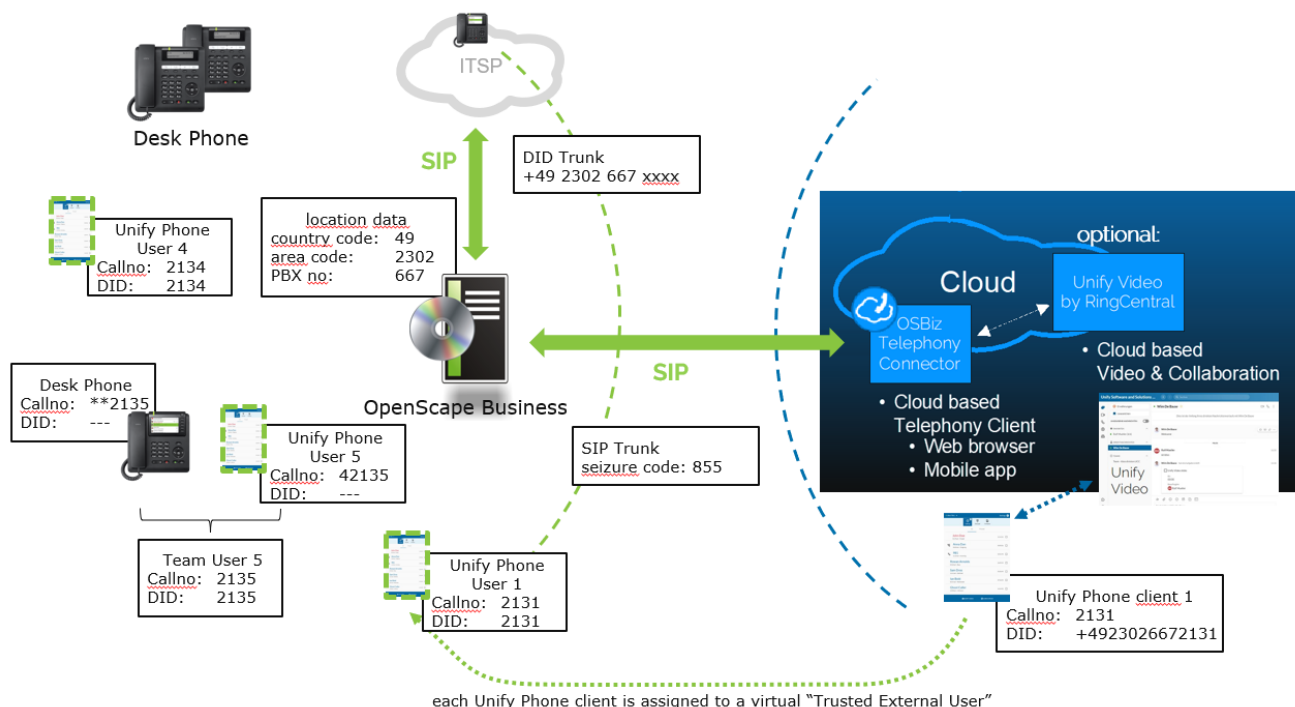 ITSP
Desk Phone
SIP
DID Trunk
+49 2302 667 xxxx
location data
country code: 49
area code: 2302
PBX no: 667
Unify Phone
User 4
Callno: 2134
DID: 2134
optional:
Cloud
Unify Video
by RingCentral
OSBiz
Telephony
Connector
SIP
• Cloud based
Video & Collaboration
• Cloud based
Telephony Client
• Web browser
• Mobile app
Desk Phone
Callno: **2135
DID: ---
OpenScape Business
Unify Phone
User 5
Callno: 42135
DID: ---
SIP Trunk
seizure code: 855
Unify
Video
Team User 5
Callno: 2135
DID: 2135
Unify Phone
User 1
Callno: 2131
DID: 2131
Unify Phone client 1
Callno: 2131
DID: +4923026672131
each Unify Phone client is assigned to a virtual “Trusted External User”